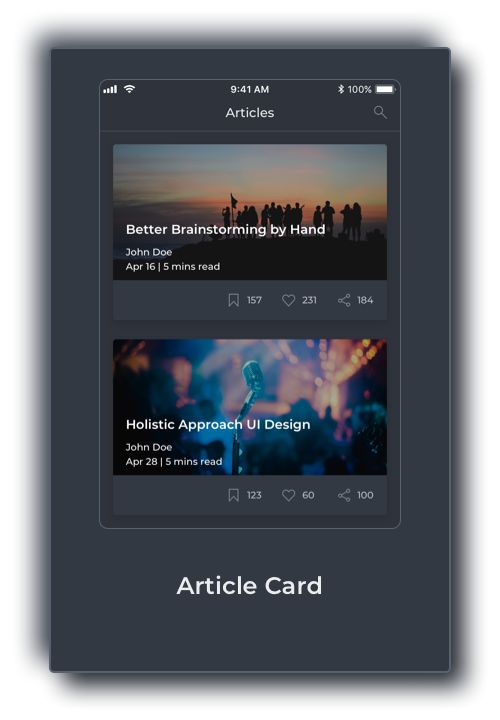 9:41 AM
100%
Articles
Better Brainstorming by Hand
John Doe
Apr 16 | 5 mins read
157 231 184
Holistic Approach UI Design
John Doe
Apr 28 | 5 mins read
123 60 100
Article Card